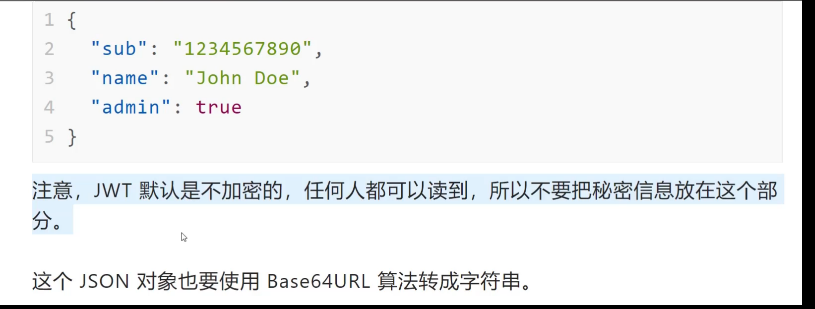 1 {
2 "sub": "1234567890",
3 "name": "John Doe",
4 "admin": true
5 }
注意，JWT 默认是不加密的，任何人都可以读到，所以不要把秘密信息放在这个部
分。
这个 JSON 对象也要使用 Base64URL 算法转成字符串。